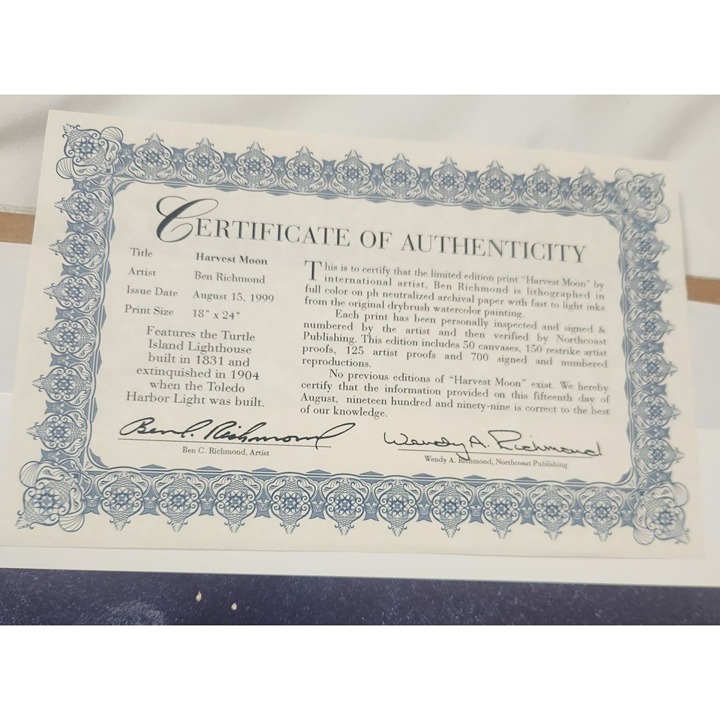 CERTIFICATE OF AUTHENTICITY
Title Harvest Moon
Artist Ben Richmond
Issue Date August 15, 1999
Print Size 18" x 24"
Features the Turtle
Island Lighthouse
built in 1831 and
extinquished in 1904
when the Toledo
Harbor Light was built.
This is to certify that the limited edition print "Harvest Moon" by
international artist, Ben Richmond is lithographed in
full color on ph neutralized archival paper with fast to light inks
from the original drybrush watercolor painting.
Each print has been personally inspected and signed &
numbered by the artist and then verified by Northcoast
Publishing. This edition includes 50 canvases, 150 restrike artist
proofs, 125 artist proofs and 700 signed and numbered
reproductions.
No previous editions of "Harvest Moon" exist. We hereby
certify that the information provided on this fifteenth day of
August, nineteen hundred and ninety-nine is correct to the best
of our knowledge.
Ben C. Richmond
Ben C. Richmond, Artist
Wendy A. Richmond
Wendy A. Richmond, Northcoast Publishing